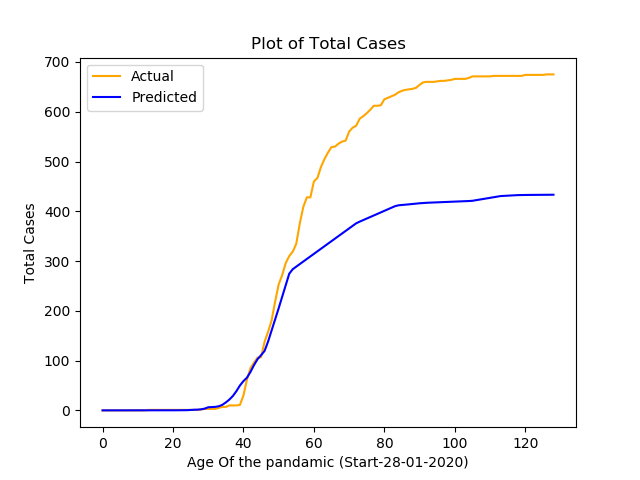 Plot of Total Cases
Actual
Predicted
700
600
500
400
300
200
100
0
Total Cases
0 20 40 60 80 100 120
Age Of the pandamic (Start-28-01-2020)